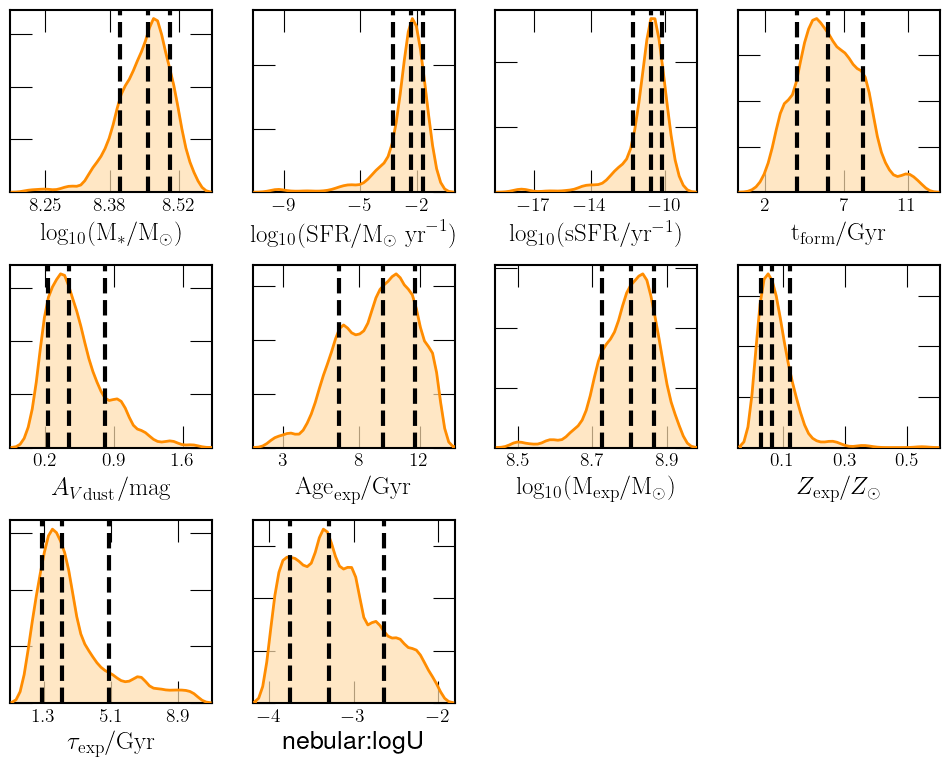 8.25 8.38 8.52 −9 −5 −2 −17 −14 −10 2 7 11
log₁₀(M∗/M⊙) log₁₀(SFR/M⊙ yr⁻¹) log₁₀(sSFR/yr⁻¹) t_form/Gyr
0.2 0.9 1.6 3 8 12 8.5 8.7 8.9 0.1 0.3 0.5
A_V dust/mag Age_exp/Gyr log₁₀(M_exp/M⊙) Z_exp/Z⊙
1.3 5.1 8.9 −4 −3 −2
τ_exp/Gyr nebular:logU